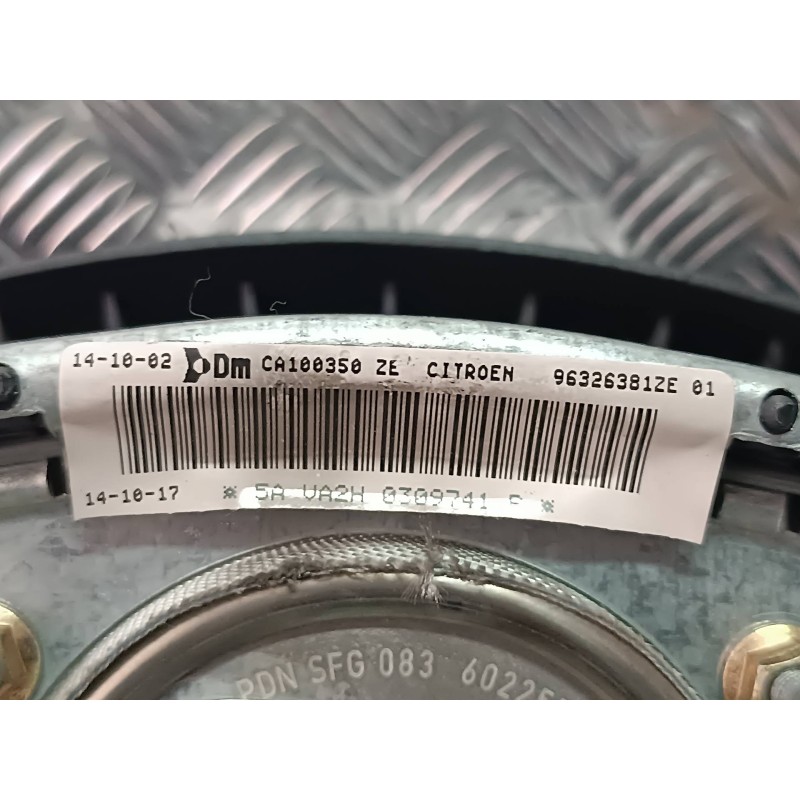 14-10-02 Dm CA100350 ZE CITROEN 96326381ZE 01
14-10-17 * 5A VA2H 0309741 *
PDN SFG 083